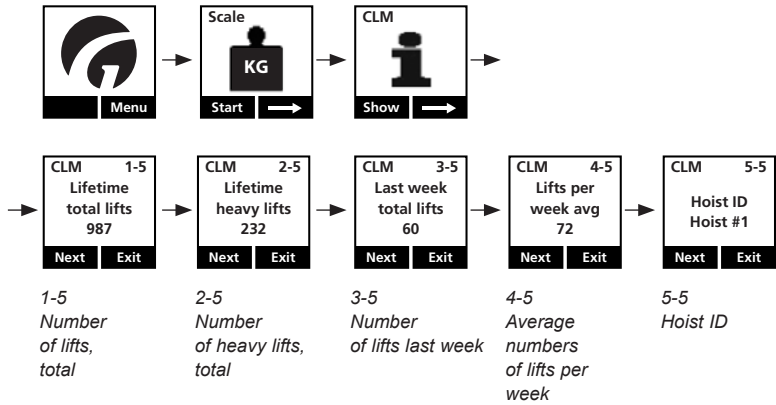 Menu
Scale
KG
Start
CLM
Show
CLM 1-5
Lifetime
total lifts
987
Next Exit
CLM 2-5
Lifetime
heavy lifts
232
Next Exit
CLM 3-5
Last week
total lifts
60
Next Exit
CLM 4-5
Lifts per
week avg
72
Next Exit
CLM 5-5
Hoist ID
Hoist #1
Next Exit
1-5
Number
of lifts,
total
2-5
Number
of heavy lifts,
total
3-5
Number
of lifts last week
4-5
Average
numbers
of lifts per
week
5-5
Hoist ID